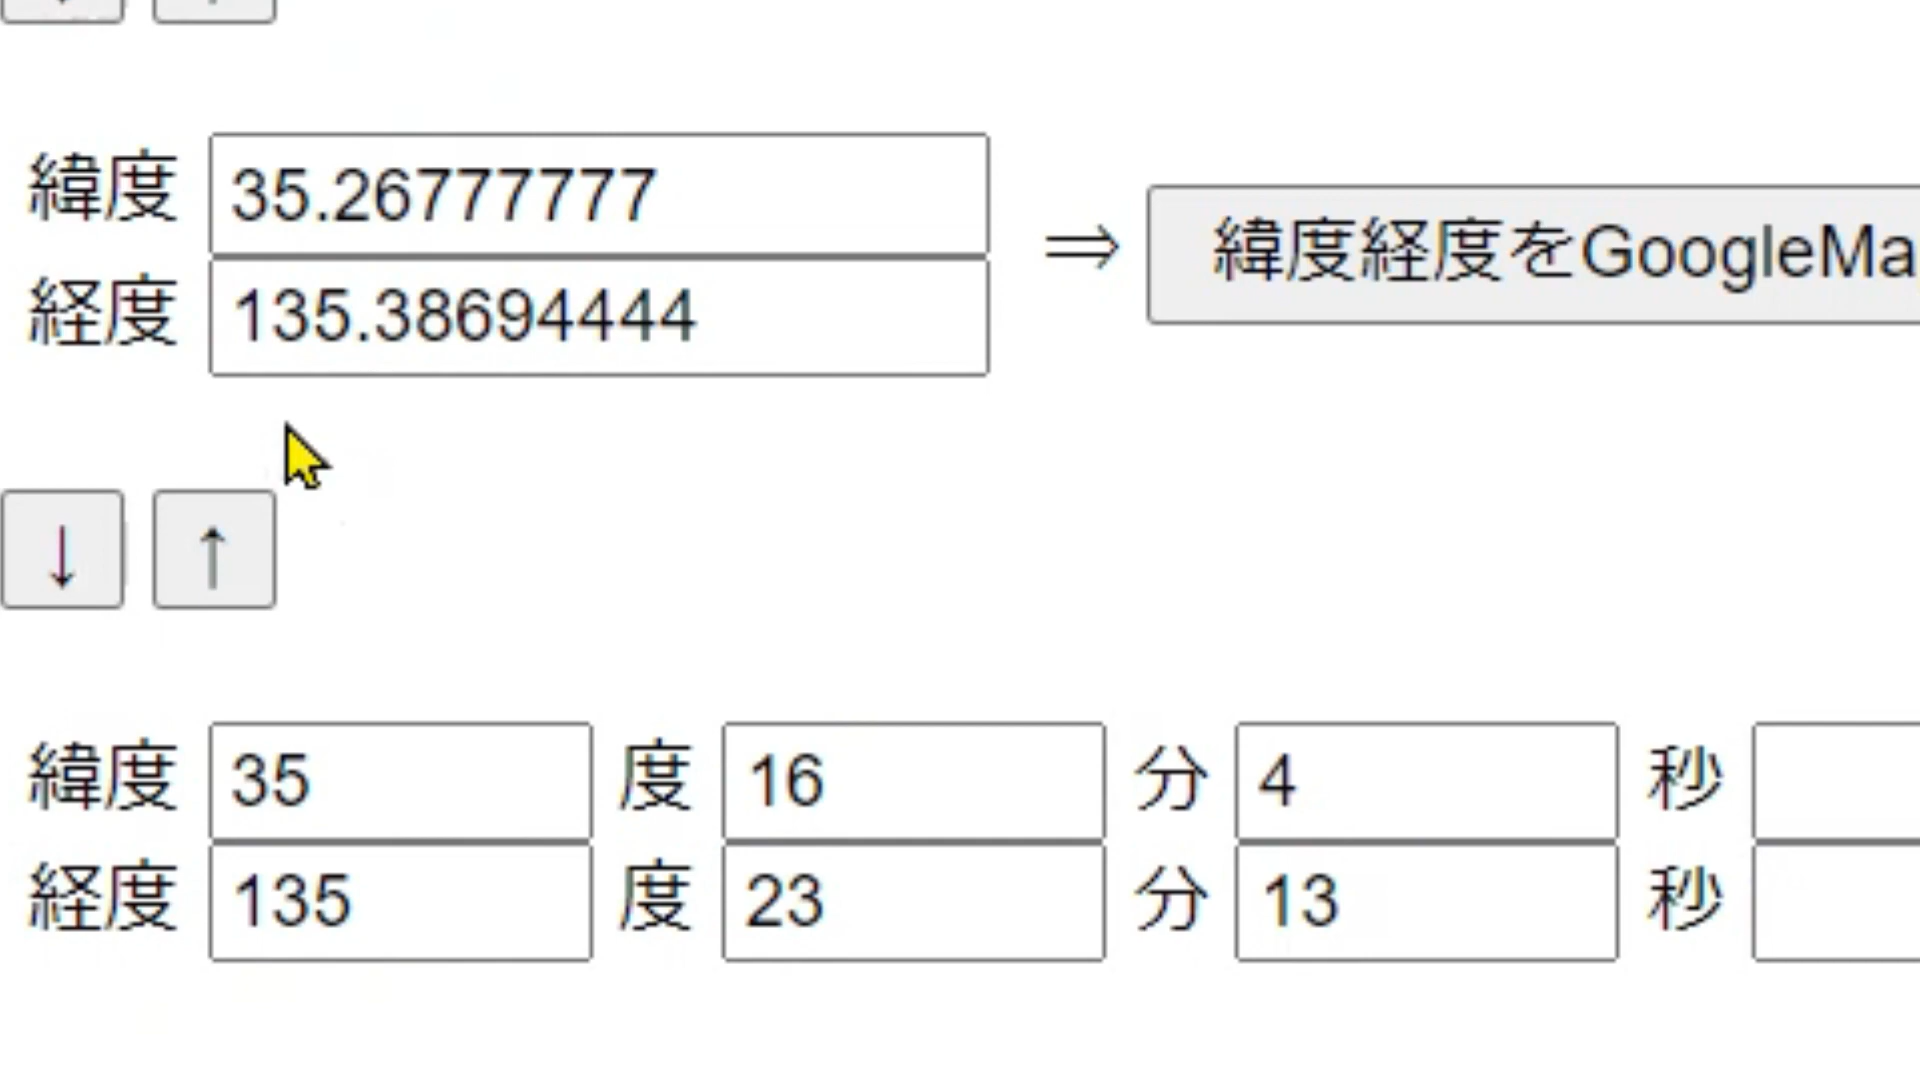 緯度 35.26777777
⇒ 緯度経度をGoogleMa
経度 135.38694444
↓ ↑
緯度 35 度 16 分 4 秒
経度 135 度 23 分 13 秒